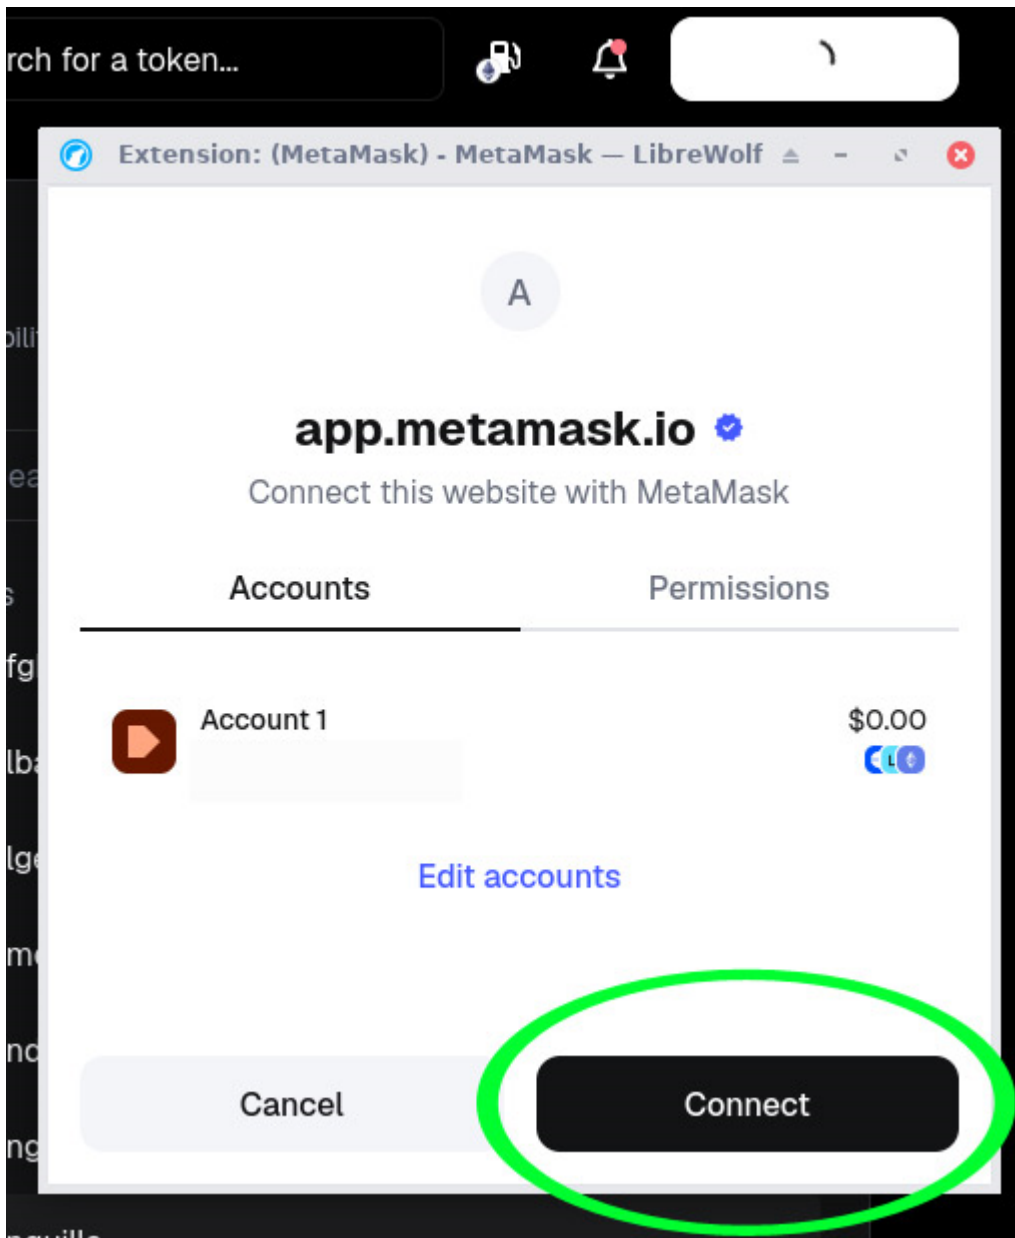 rch for a token...
Extension: (MetaMask) - MetaMask — LibreWolf
A
app.metamask.io
Connect this website with MetaMask
Accounts
Permissions
Account 1
$0.00
Edit accounts
Cancel
Connect